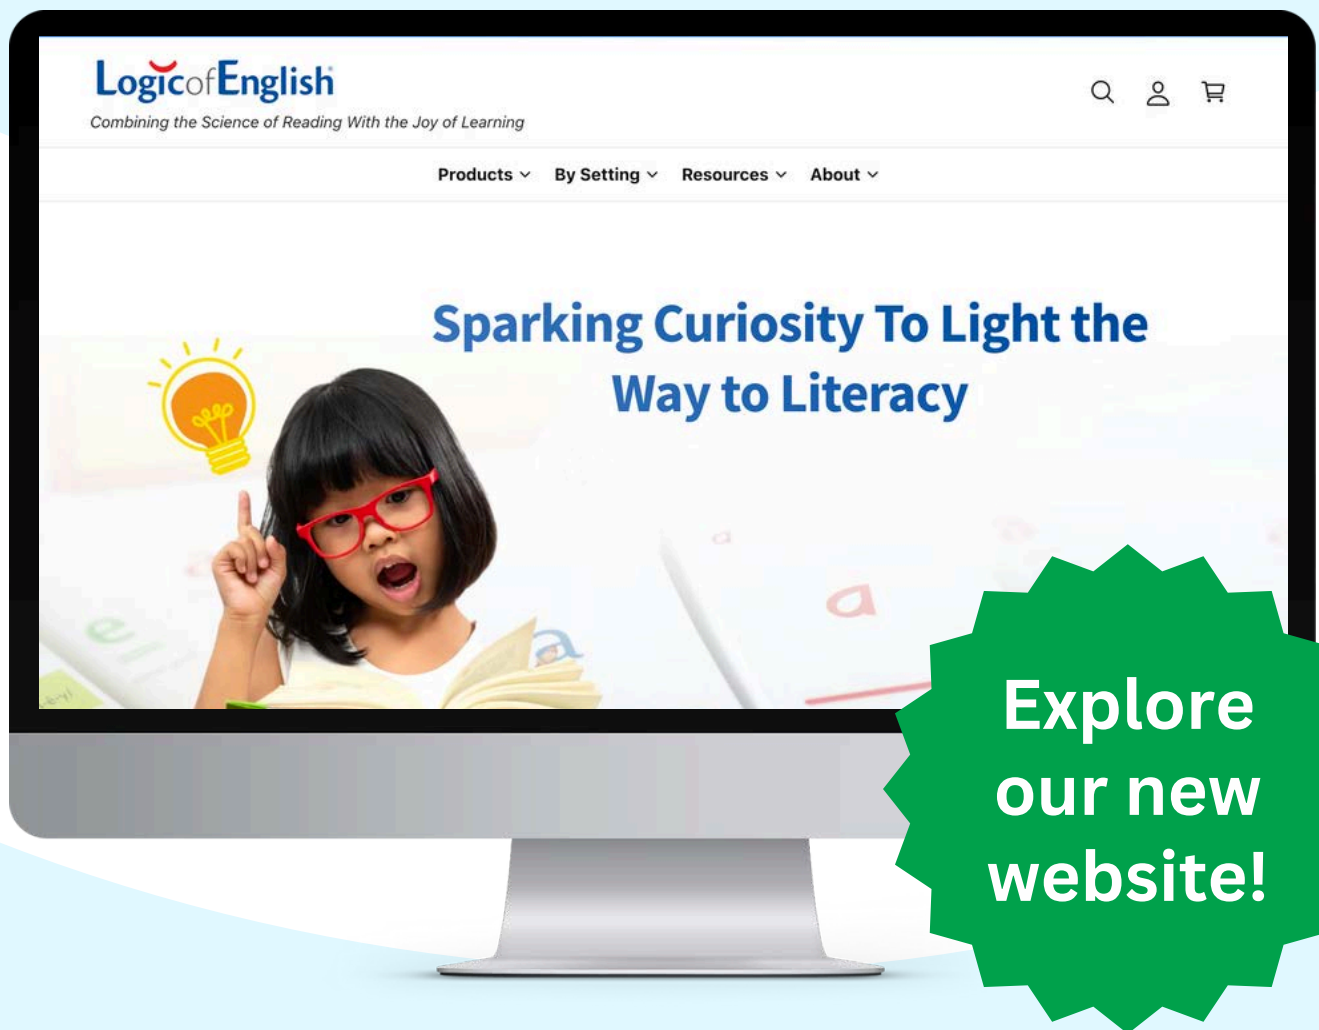 LogicofEnglish®
Combining the Science of Reading With the Joy of Learning
Products By Setting Resources About
Sparking Curiosity To Light the
Way to Literacy
a
a
a
e
Explore
our new
website!